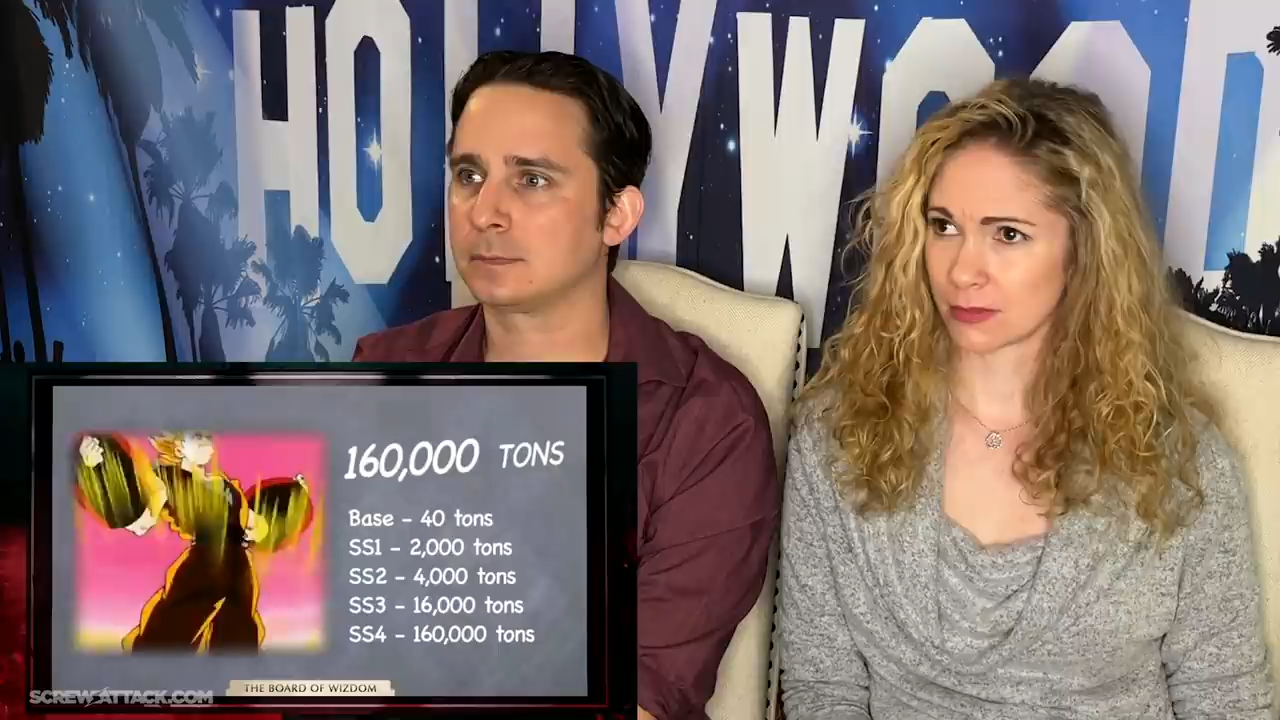 HOLLYWOOD
160,000 TONS
Base - 40 tons
SS1 - 2,000 tons
SS2 - 4,000 tons
SS3 - 16,000 tons
SS4 - 160,000 tons
THE BOARD OF WIZDOM
SCREWATTACK.COM